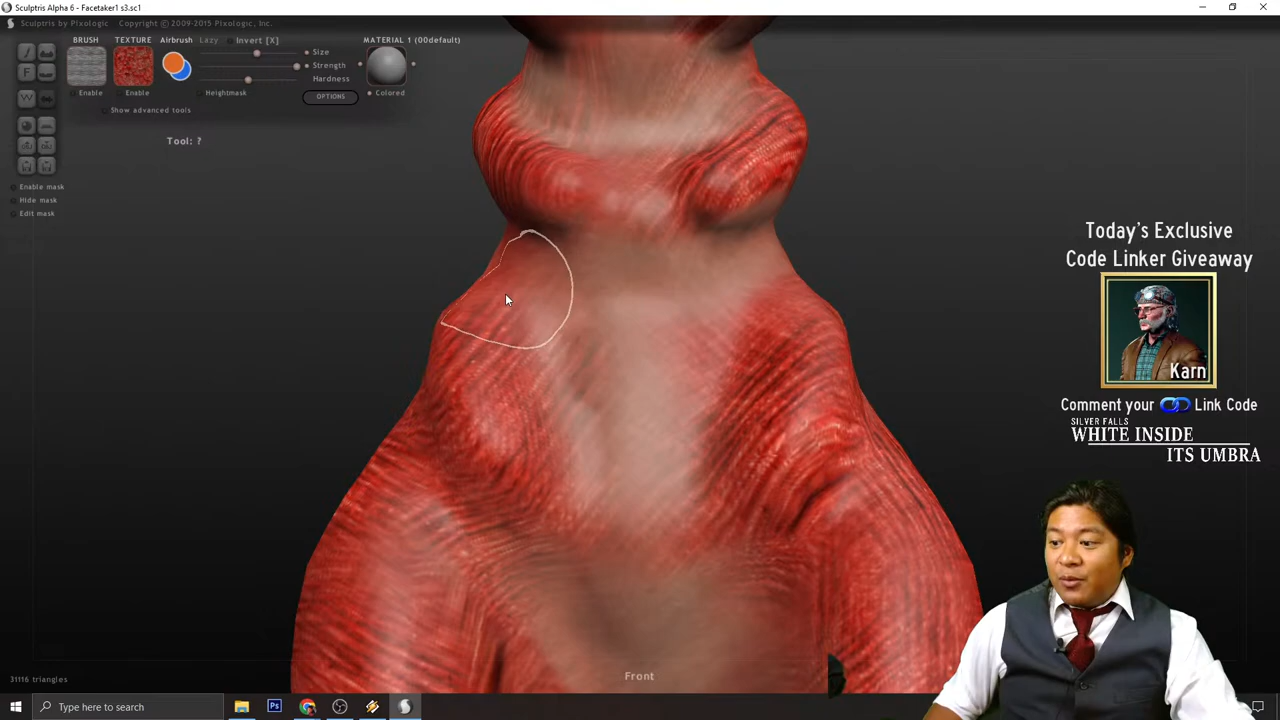 Sculptris Alpha 6 - Facetaker1 s3.sc1
Sculptris by Pixologic Copyright © 2009-2015 Pixologic, Inc.
BRUSH
TEXTURE
Airbrush
Lazy
Invert [X]
MATERIAL 1 (00default)
Size
Strength
Hardness
Enable
Enable
Heightmask
OPTIONS
Colored
Show advanced tools
Tool: ?
Enable mask
Hide mask
Edit mask
Today's Exclusive
Code Linker Giveaway
Karn
Comment your Link Code
SILVER FALLS
WHITE INSIDE
ITS UMBRA
31116 triangles
Front
Type here to search